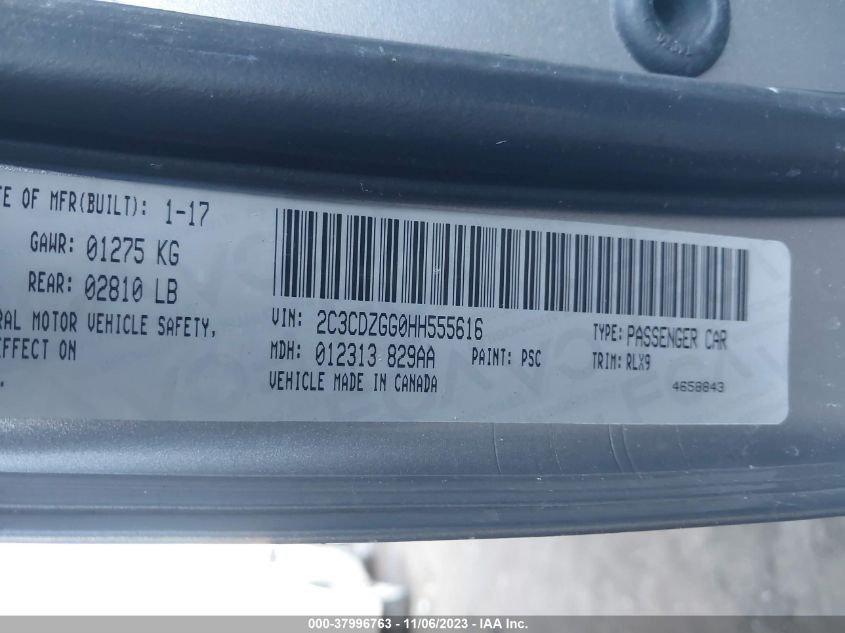 TE OF MFR(BUILT): 1-17
GAWR: 01275 KG
REAR: 02810 LB
RAL MOTOR VEHICLE SAFETY,
EFFECT ON
VIN: 2C3CDZGG0HH555616
TYPE: PASSENGER CAR
MDH: 012313 829AA PAINT: PSC
TRIM: RLX9
VEHICLE MADE IN CANADA
4658843
000-37996763 - 11/06/2023 - IAA Inc.